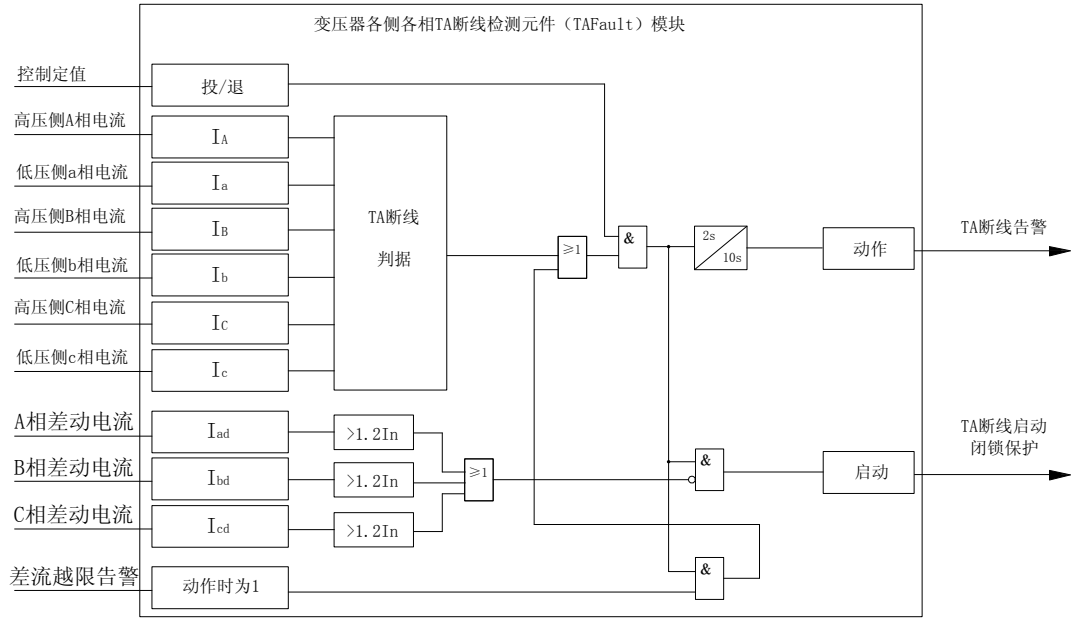 变压器各侧各相TA断线检测元件（TAFault）模块
控制定值
投/退
高压侧A相电流
IA
低压侧a相电流
Ia
高压侧B相电流
IB
低压侧b相电流
Ib
高压侧C相电流
IC
低压侧c相电流
Ic
TA断线
判据
≥1
&
2s
10s
动作
TA断线告警
A相差动电流
Iad
>1.2In
B相差动电流
Ibd
>1.2In
C相差动电流
Icd
>1.2In
≥1
&
启动
TA断线启动
闭锁保护
差流越限告警
动作时为1
&